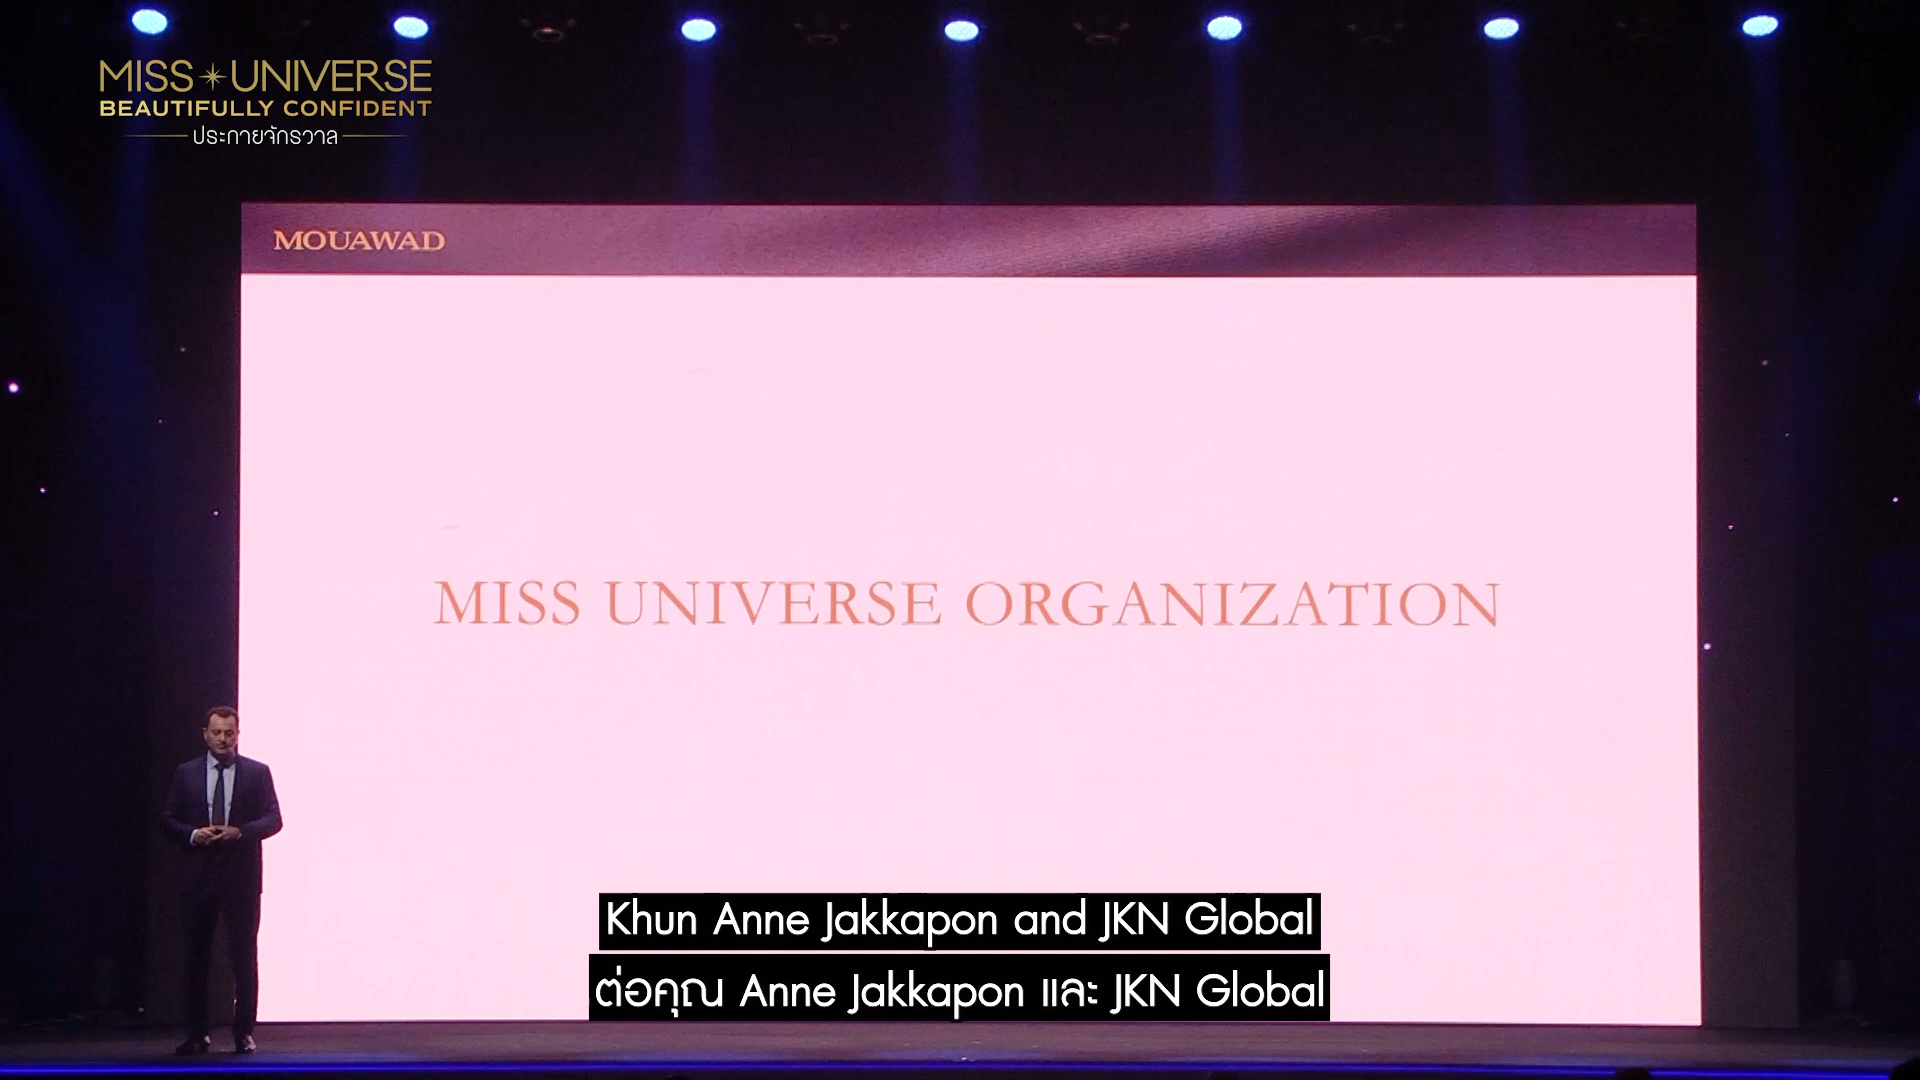 MISS UNIVERSE
BEAUTIFULLY CONFIDENT
ประกายจักรวาล
MOUAWAD
MISS UNIVERSE ORGANIZATION
Khun Anne Jakkapon and JKN Global
ต่อคุณ Anne Jakkapon และ JKN Global